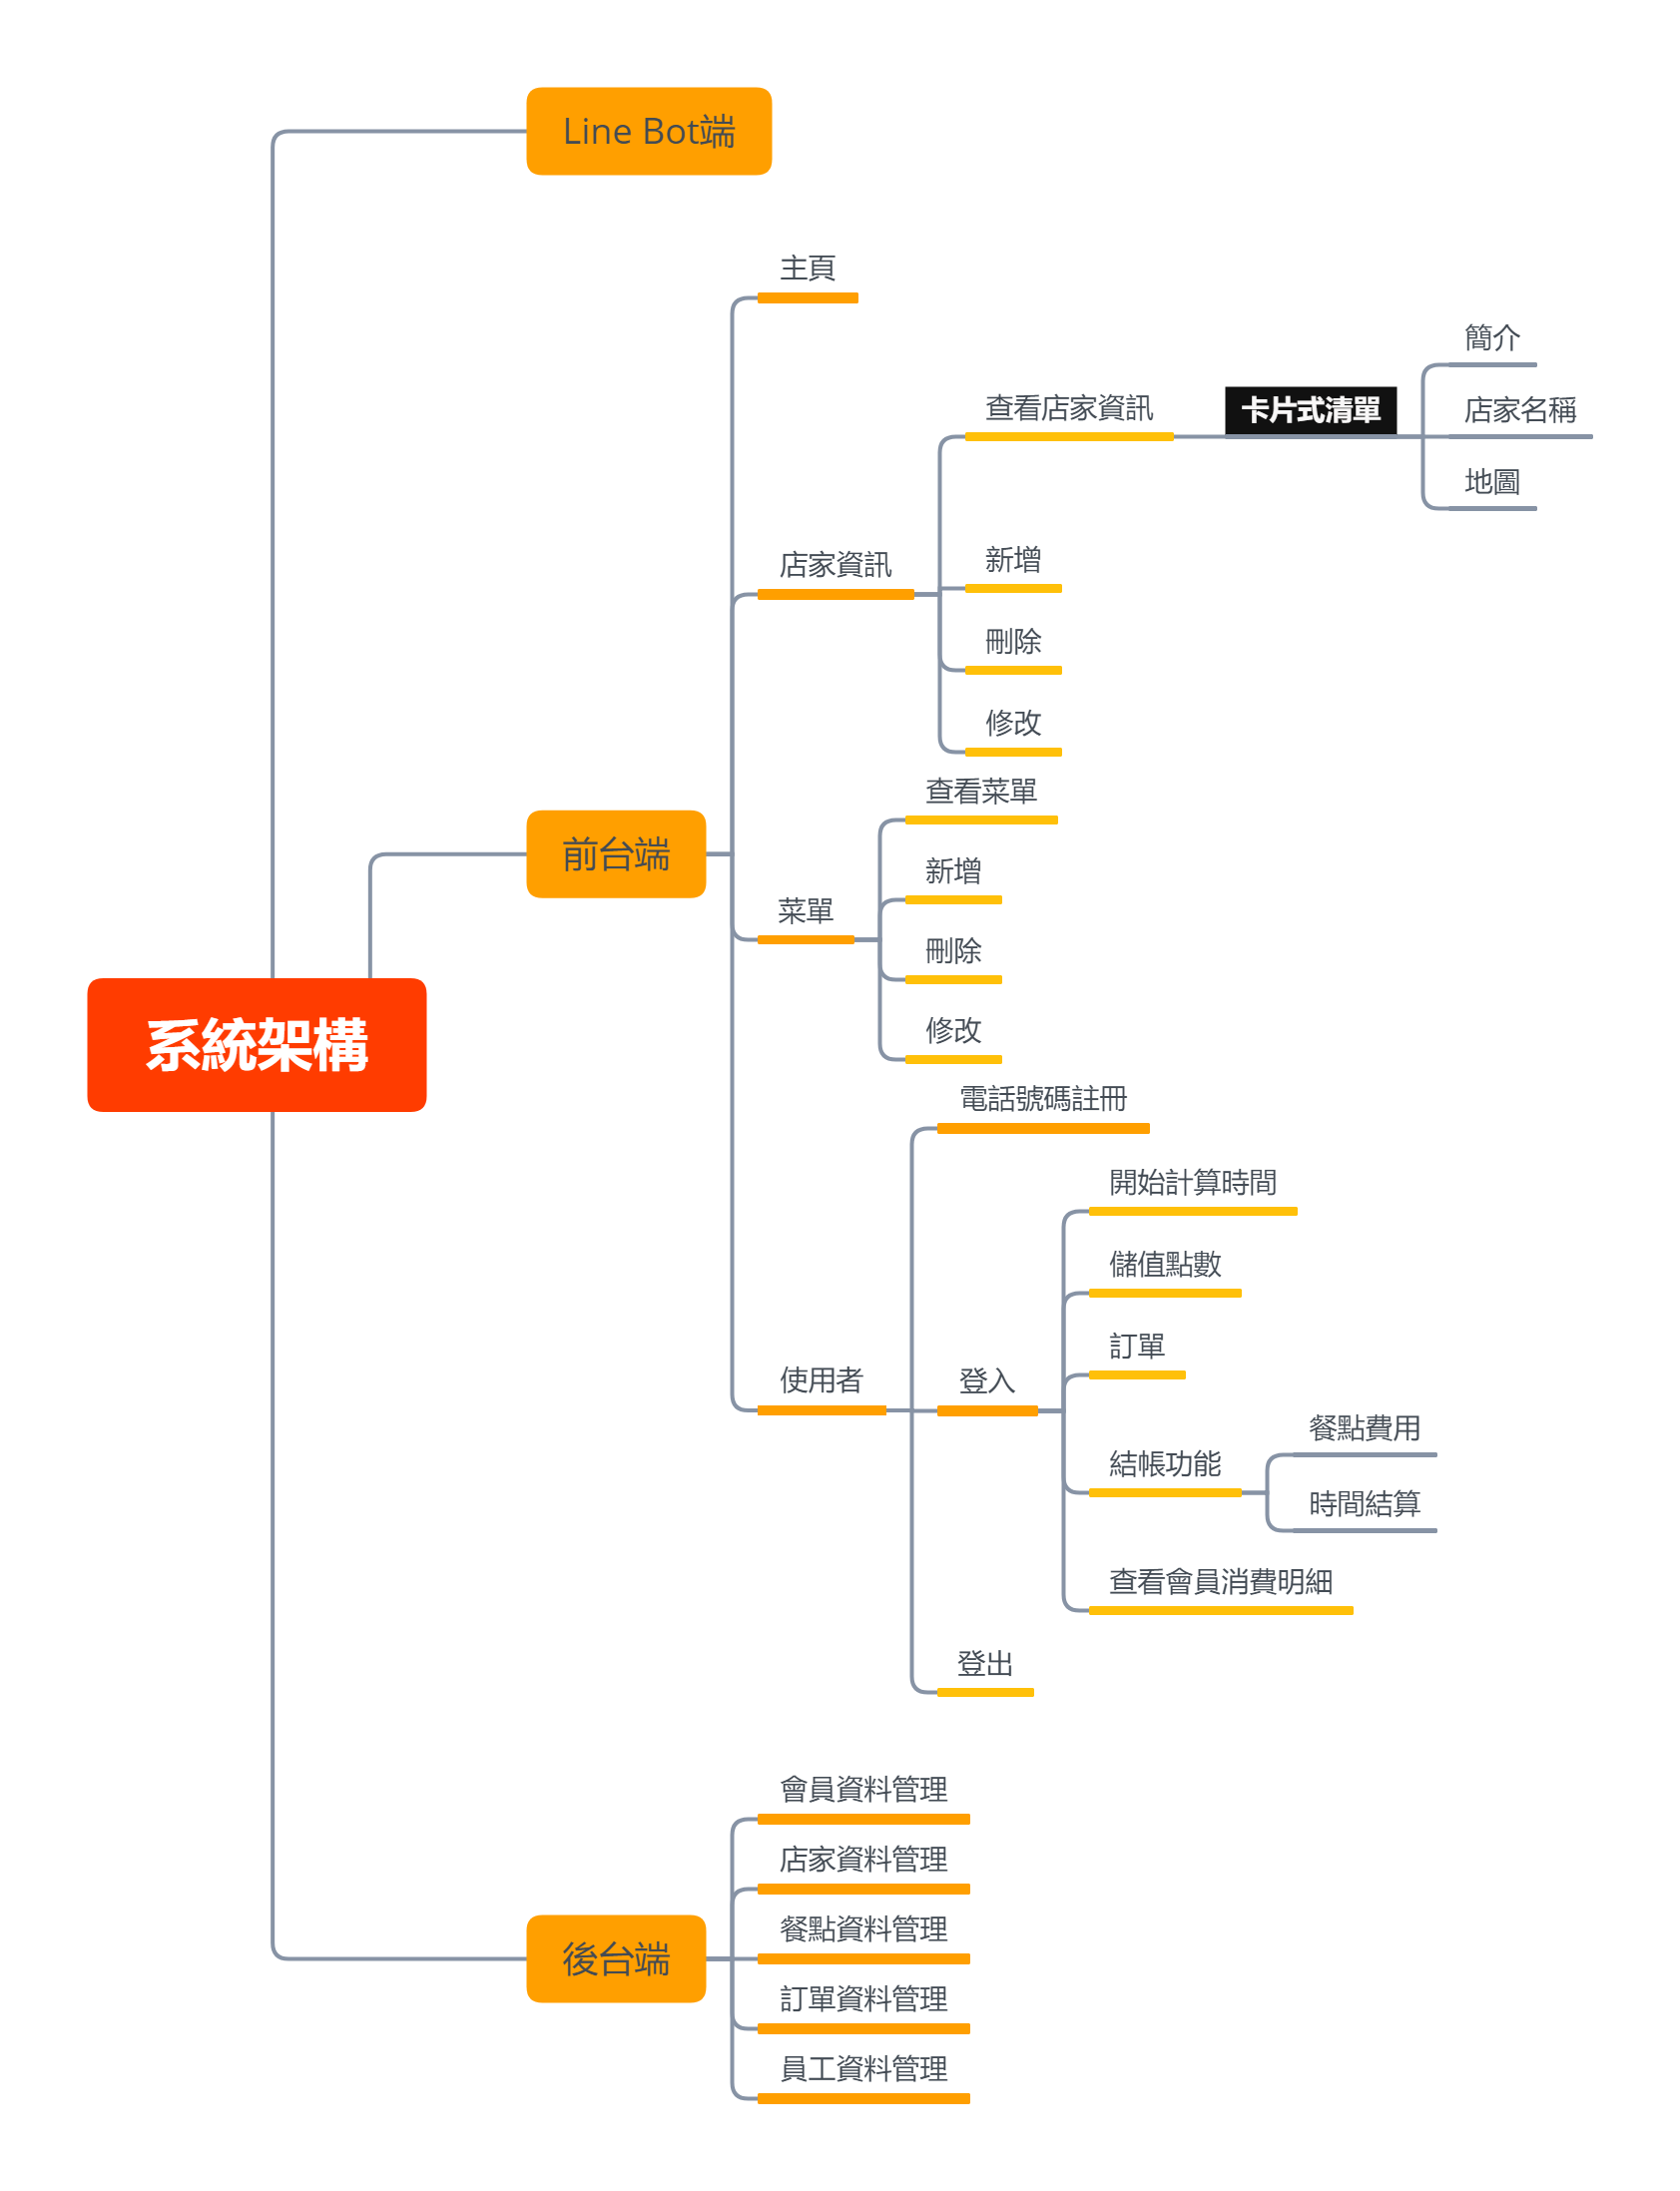 Line Bot端
主頁
簡介
查看店家資訊
卡片式清單
店家名稱
地圖
店家資訊
新增
刪除
修改
查看菜單
前台端
新增
菜單
刪除
修改
系統架構
電話號碼註冊
開始計算時間
儲值點數
訂單
使用者
登入
餐點費用
結帳功能
時間結算
查看會員消費明細
登出
會員資料管理
店家資料管理
餐點資料管理
後台端
訂單資料管理
員工資料管理